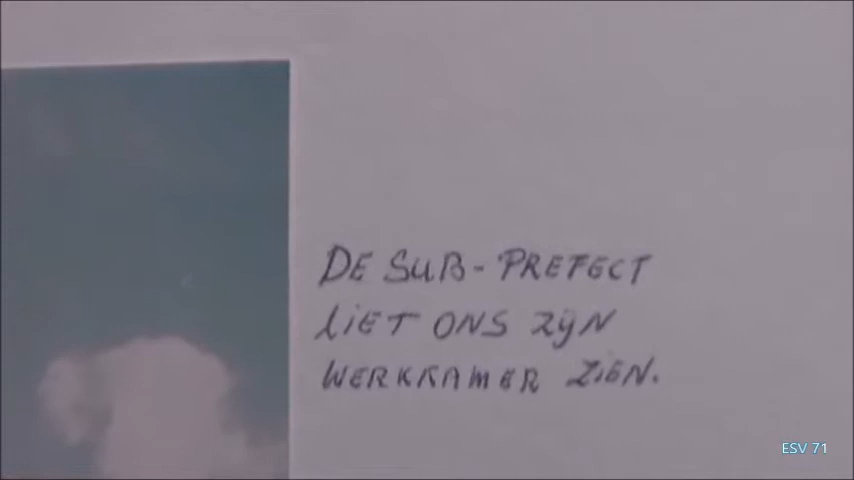 DE SUB-PREFECT
LIET ONS ZIJN
WERKKAMER ZIEN.
ESV 71